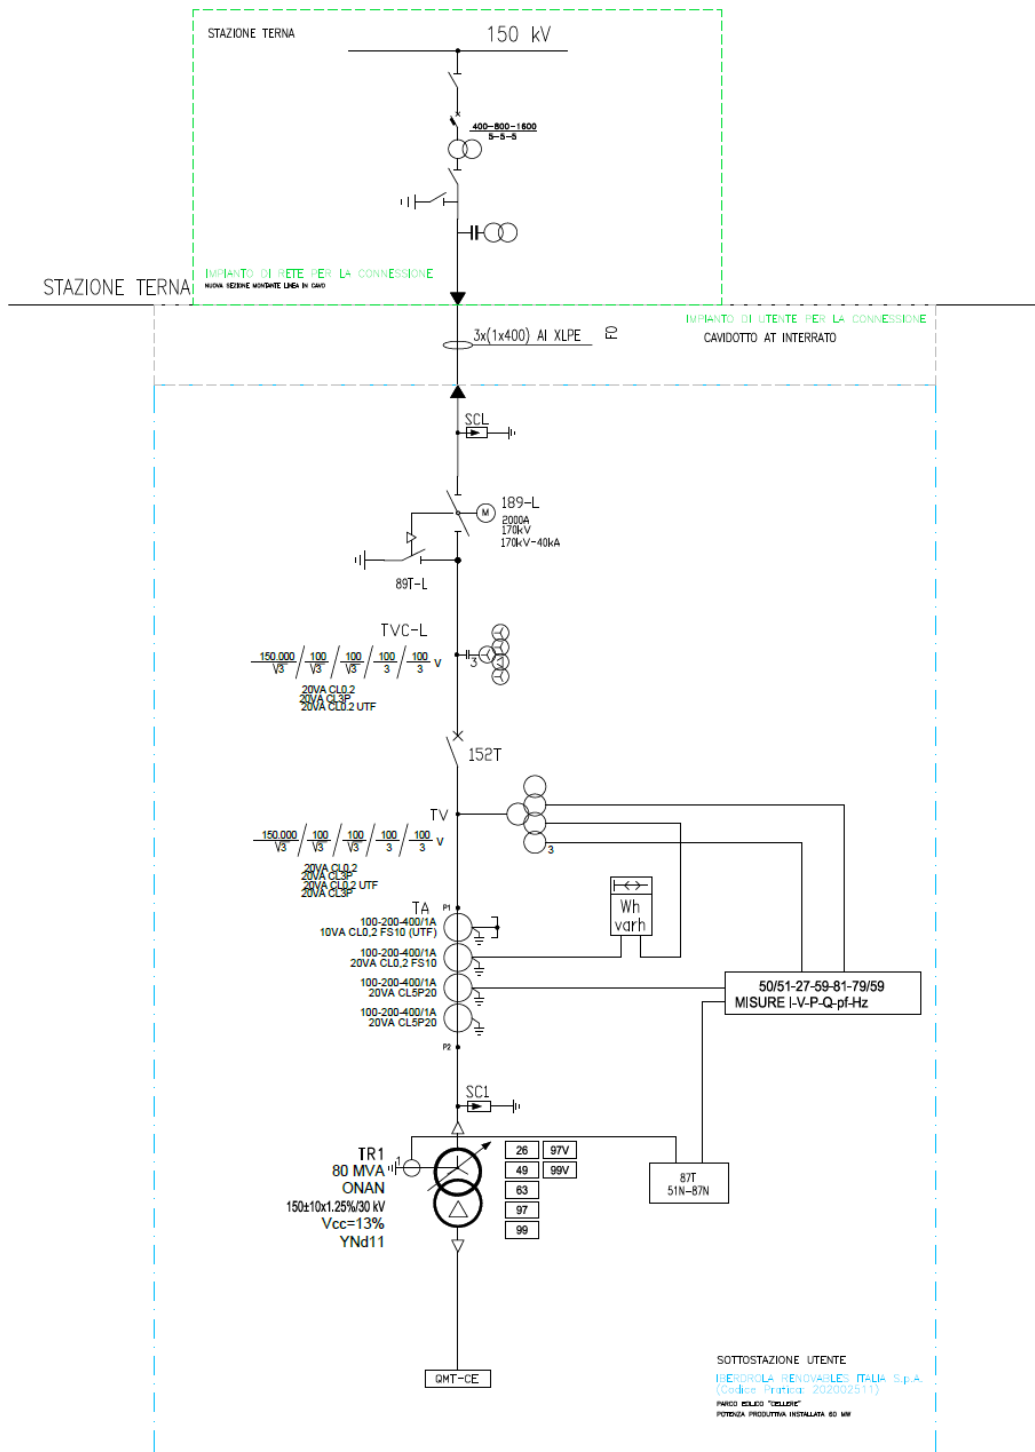 STAZIONE TERNA
150 kV
400-800-1600
5-5-5
IMPIANTO DI RETE PER LA CONNESSIONE
NUOVA SEZIONE MONTANTE LINEA IN CAVO
STAZIONE TERNA
IMPIANTO DI UTENTE PER LA CONNESSIONE
CAVIDOTTO AT INTERRATO
3x(1x400) Al XLPE
FO
SCL
189-L
M
2000A
170kV
170kV-40kA
89T-L
TVC-L
150.000/√3 / 100/√3 / 100/√3 / 100/3 / 100/3 V
3
20VA CL0.2
20VA CL3P
20VA CL0.2 UTF
152T
TV
150.000/√3 / 100/√3 / 100/√3 / 100/3 / 100/3 V
3
20VA CL0.2
20VA CL3P
20VA CL0.2 UTF
20VA CL3P
TA
P1
100-200-400/1A
10VA CL0,2 FS10 (UTF)
100-200-400/1A
20VA CL0,2 FS10
100-200-400/1A
20VA CL5P20
100-200-400/1A
20VA CL5P20
P2
Wh
varh
50/51-27-59-81-79/59
MISURE I-V-P-Q-pf-Hz
SC1
TR1
80 MVA
ONAN
150±10x1.25%/30 kV
Vcc=13%
YNd11
1
26 97V
49 99V
63
97
99
87T
51N-87N
QMT-CE
SOTTOSTAZIONE UTENTE
IBERDROLA RENOVABLES ITALIA S.p.A.
(Codice Pratica: 202002511)
PARCO EOLICO "CELLERE"
POTENZA PRODUTTIVA INSTALLATA 60 MW